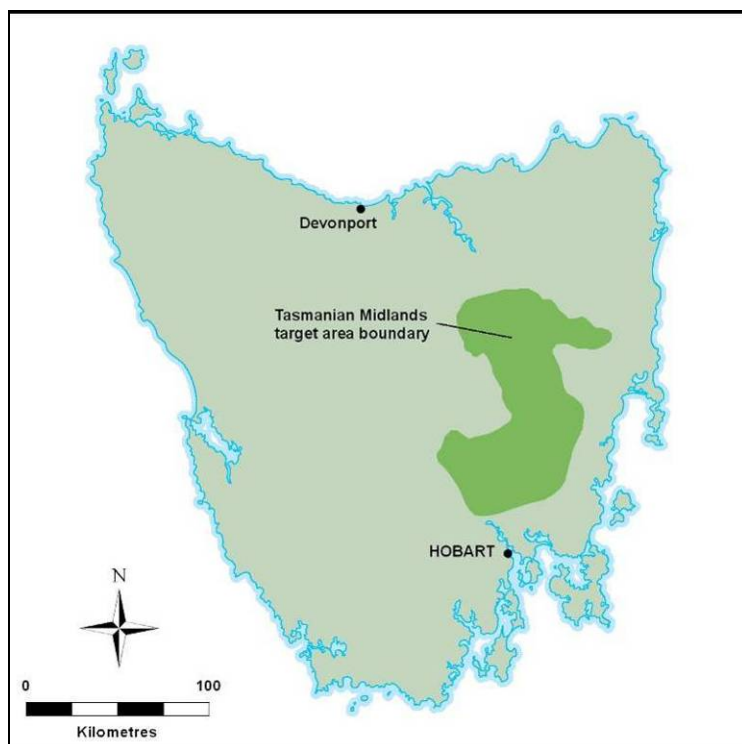 Devonport
Tasmanian Midlands
target area boundary
HOBART
N
0 100
Kilometres